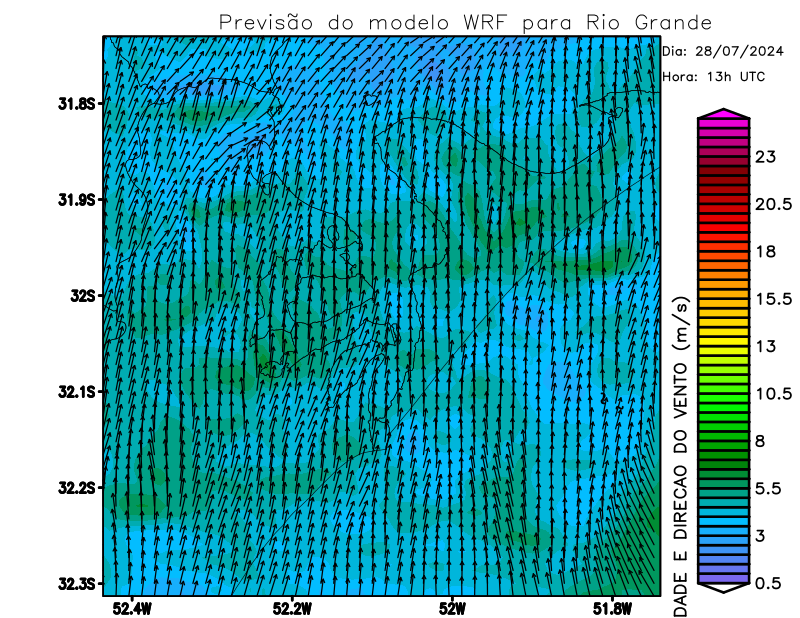 Previsão do modelo WRF para Rio Grande
Dia: 28/07/2024
Hora: 13h UTC
31.8S
31.9S
32S
32.1S
32.2S
32.3S
52.4W
52.2W
52W
51.8W
23
20.5
18
15.5
13
10.5
8
5.5
3
0.5
DADE E DIRECAO DO VENTO (m/s)